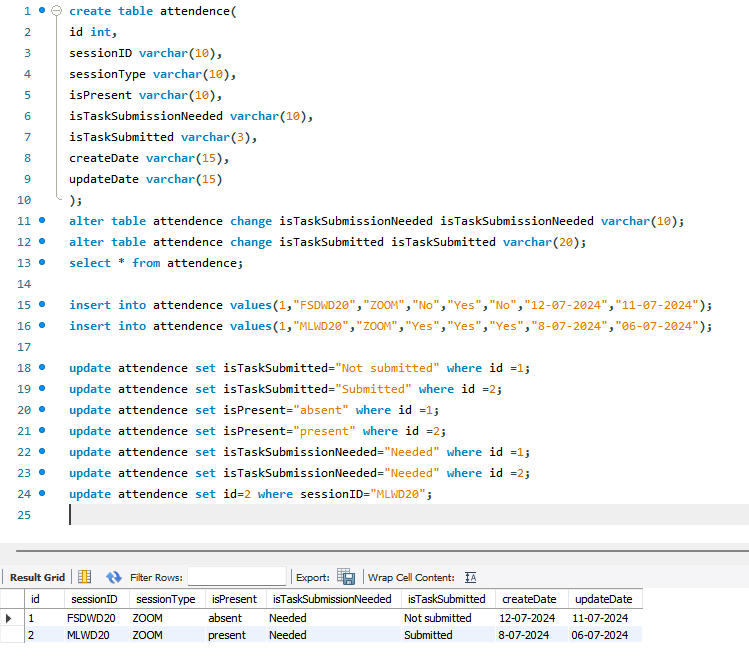 1 create table attendence(
2 id int,
3 sessionID varchar(10),
4 sessionType varchar(10),
5 isPresent varchar(10),
6 isTaskSubmissionNeeded varchar(10),
7 isTaskSubmitted varchar(3),
8 createDate varchar(15),
9 updateDate varchar(15)
10 );
11 alter table attendence change isTaskSubmissionNeeded isTaskSubmissionNeeded varchar(10);
12 alter table attendence change isTaskSubmitted isTaskSubmitted varchar(20);
13 select * from attendence;
14
15 insert into attendence values(1,"FSDWD20","ZOOM","No","Yes","No","12-07-2024","11-07-2024");
16 insert into attendence values(1,"MLWD20","ZOOM","Yes","Yes","Yes","8-07-2024","06-07-2024");
17
18 update attendence set isTaskSubmitted="Not submitted" where id =1;
19 update attendence set isTaskSubmitted="Submitted" where id =2;
20 update attendence set isPresent="absent" where id =1;
21 update attendence set isPresent="present" where id =2;
22 update attendence set isTaskSubmissionNeeded="Needed" where id =1;
23 update attendence set isTaskSubmissionNeeded="Needed" where id =2;
24 update attendence set id=2 where sessionID="MLWD20";
25
Result Grid Filter Rows: Export: Wrap Cell Content:
id sessionID sessionType isPresent isTaskSubmissionNeeded isTaskSubmitted createDate updateDate
1 FSDWD20 ZOOM absent Needed Not submitted 12-07-2024 11-07-2024
2 MLWD20 ZOOM present Needed Submitted 8-07-2024 06-07-2024